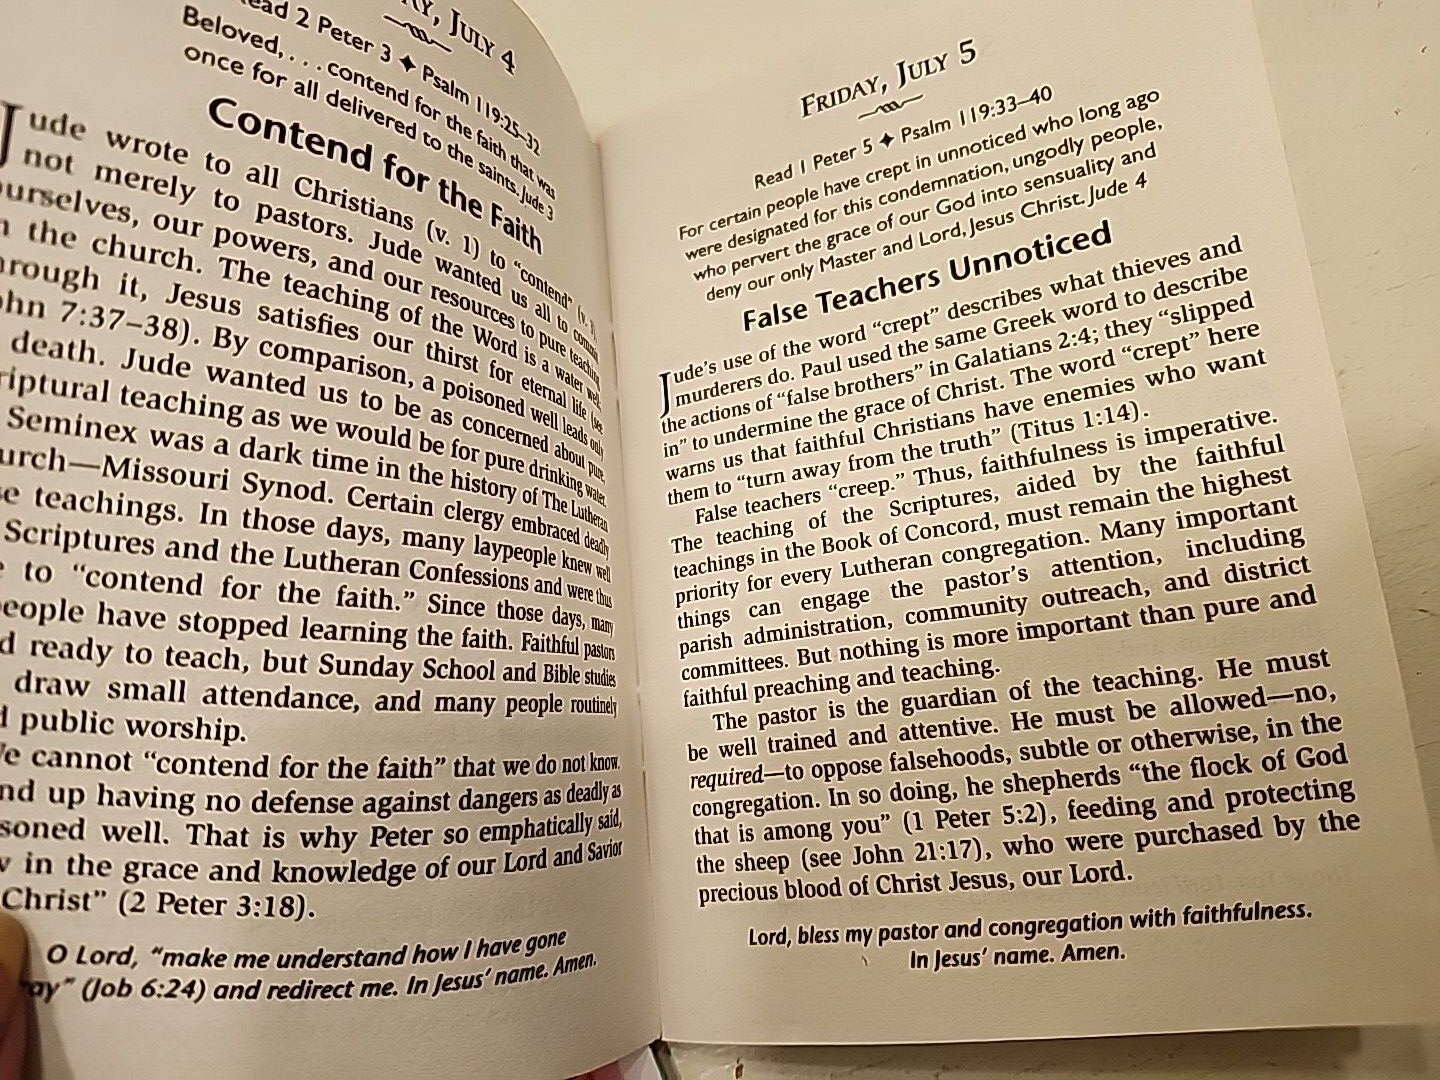 JULY 4
2 Peter 3 ✦ Psalm 119:25–32
Beloved, . . . contend for the faith that was
once for all delivered to the saints. Jude 3
Contend for the Faith
Jude wrote to all Christians (v. 1) to “contend” (v. 3),
not merely to pastors. Jude wanted us all to commit
ourselves, our powers, and our resources to pure teaching
the church. The teaching of the Word is a water well.
through it, Jesus satisfies our thirst for eternal life (see
John 7:37–38). By comparison, a poisoned well leads only
death. Jude wanted us to be as concerned about pure,
scriptural teaching as we would be for pure drinking water.
Seminex was a dark time in the history of The Lutheran
Church—Missouri Synod. Certain clergy embraced deadly
teachings. In those days, many laypeople knew well
Scriptures and the Lutheran Confessions and were thus
to “contend for the faith.” Since those days, many
people have stopped learning the faith. Faithful pastors
ready to teach, but Sunday School and Bible studies
draw small attendance, and many people routinely
public worship.
We cannot “contend for the faith” that we do not know.
up having no defense against dangers as deadly as
poisoned well. That is why Peter so emphatically said,
in the grace and knowledge of our Lord and Savior
Christ” (2 Peter 3:18).
O Lord, “make me understand how I have gone
(Job 6:24) and redirect me. In Jesus’ name. Amen.
FRIDAY, JULY 5
Read 1 Peter 5 ✦ Psalm 119:33–40
For certain people have crept in unnoticed who long ago
were designated for this condemnation, ungodly people,
who pervert the grace of our God into sensuality and
deny our only Master and Lord, Jesus Christ. Jude 4
False Teachers Unnoticed
Jude’s use of the word “crept” describes what thieves and
murderers do. Paul used the same Greek word to describe
the actions of “false brothers” in Galatians 2:4; they “slipped
in” to undermine the grace of Christ. The word “crept” here
warns us that faithful Christians have enemies who want
them to “turn away from the truth” (Titus 1:14).
False teachers “creep.” Thus, faithfulness is imperative.
The teaching of the Scriptures, aided by the faithful
teachings in the Book of Concord, must remain the highest
priority for every Lutheran congregation. Many important
things can engage the pastor’s attention, including
parish administration, community outreach, and district
committees. But nothing is more important than pure and
faithful preaching and teaching.
The pastor is the guardian of the teaching. He must
be well trained and attentive. He must be allowed—no,
required—to oppose falsehoods, subtle or otherwise, in the
congregation. In so doing, he shepherds “the flock of God
that is among you” (1 Peter 5:2), feeding and protecting
the sheep (see John 21:17), who were purchased by the
precious blood of Christ Jesus, our Lord.
Lord, bless my pastor and congregation with faithfulness.
In Jesus’ name. Amen.